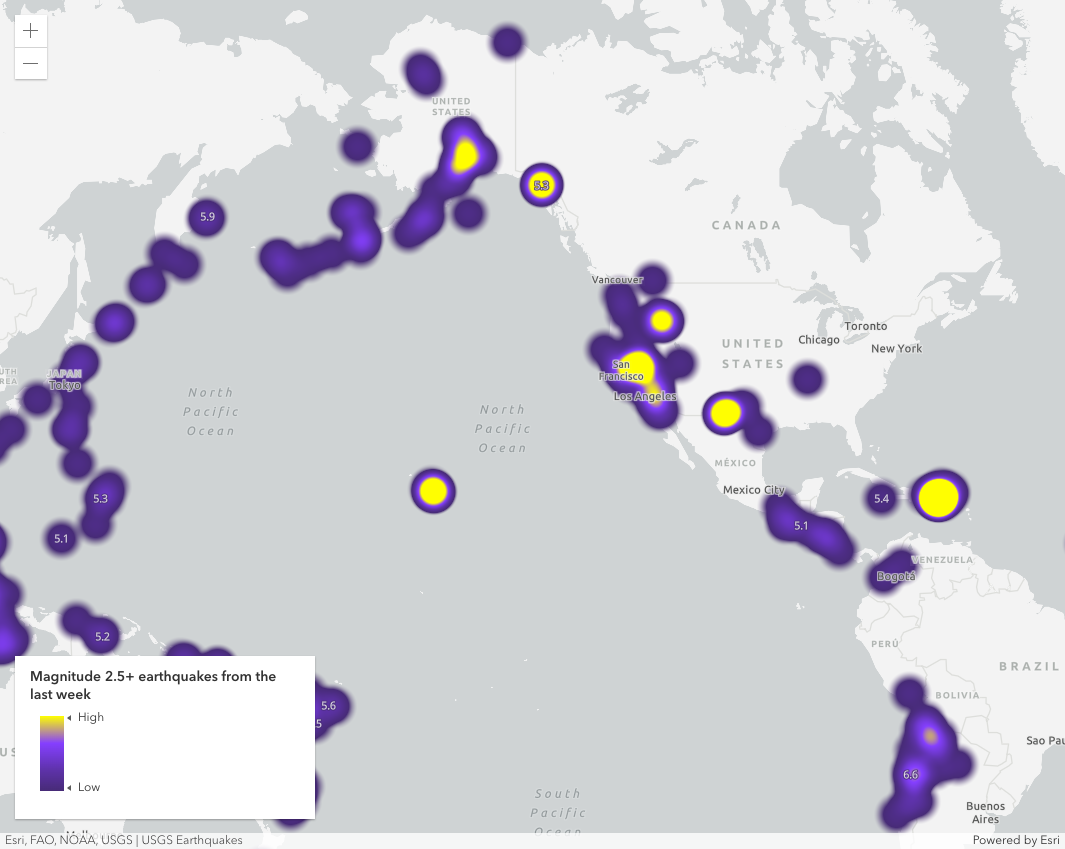 +
UNITED
STATES
5.3
5.9
CANADA
Vancouver
Toronto
Chicago
New York
UNITED
STATES
San
Francisco
Los Angeles
JAPAN
Tokyo
North
Pacific
Ocean
North
Pacific
Ocean
MÉXICO
Mexico City
5.3
5.4
5.1
5.1
VENEZUELA
Bogotá
5.2
PERÚ
BRAZIL
BOLIVIA
Magnitude 2.5+ earthquakes from the
last week
High
Low
5.6
5
Sao Pau
6.6
South
Pacific
Ocean
Buenos
Aires
Esri, FAO, NOAA, USGS | USGS Earthquakes
Powered by Esri